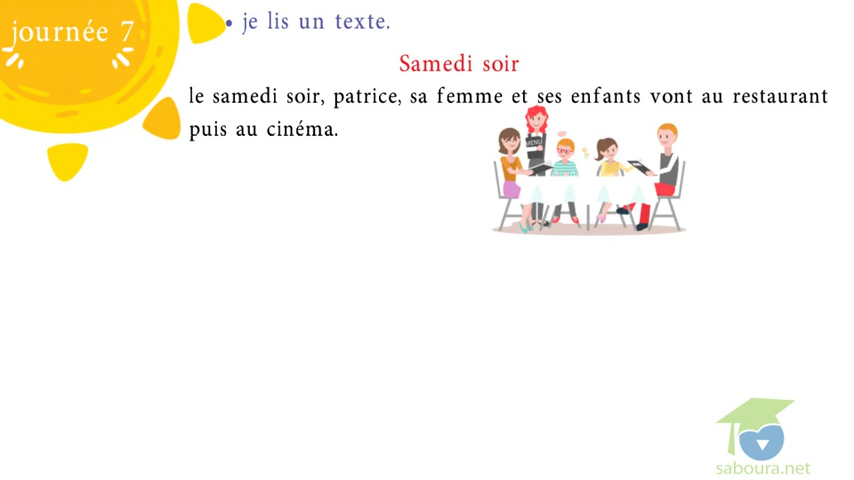 journée 7
• je lis un texte.
Samedi soir
le samedi soir, patrice, sa femme et ses enfants vont au restaurant
puis au cinéma.
MENU
saboura.net